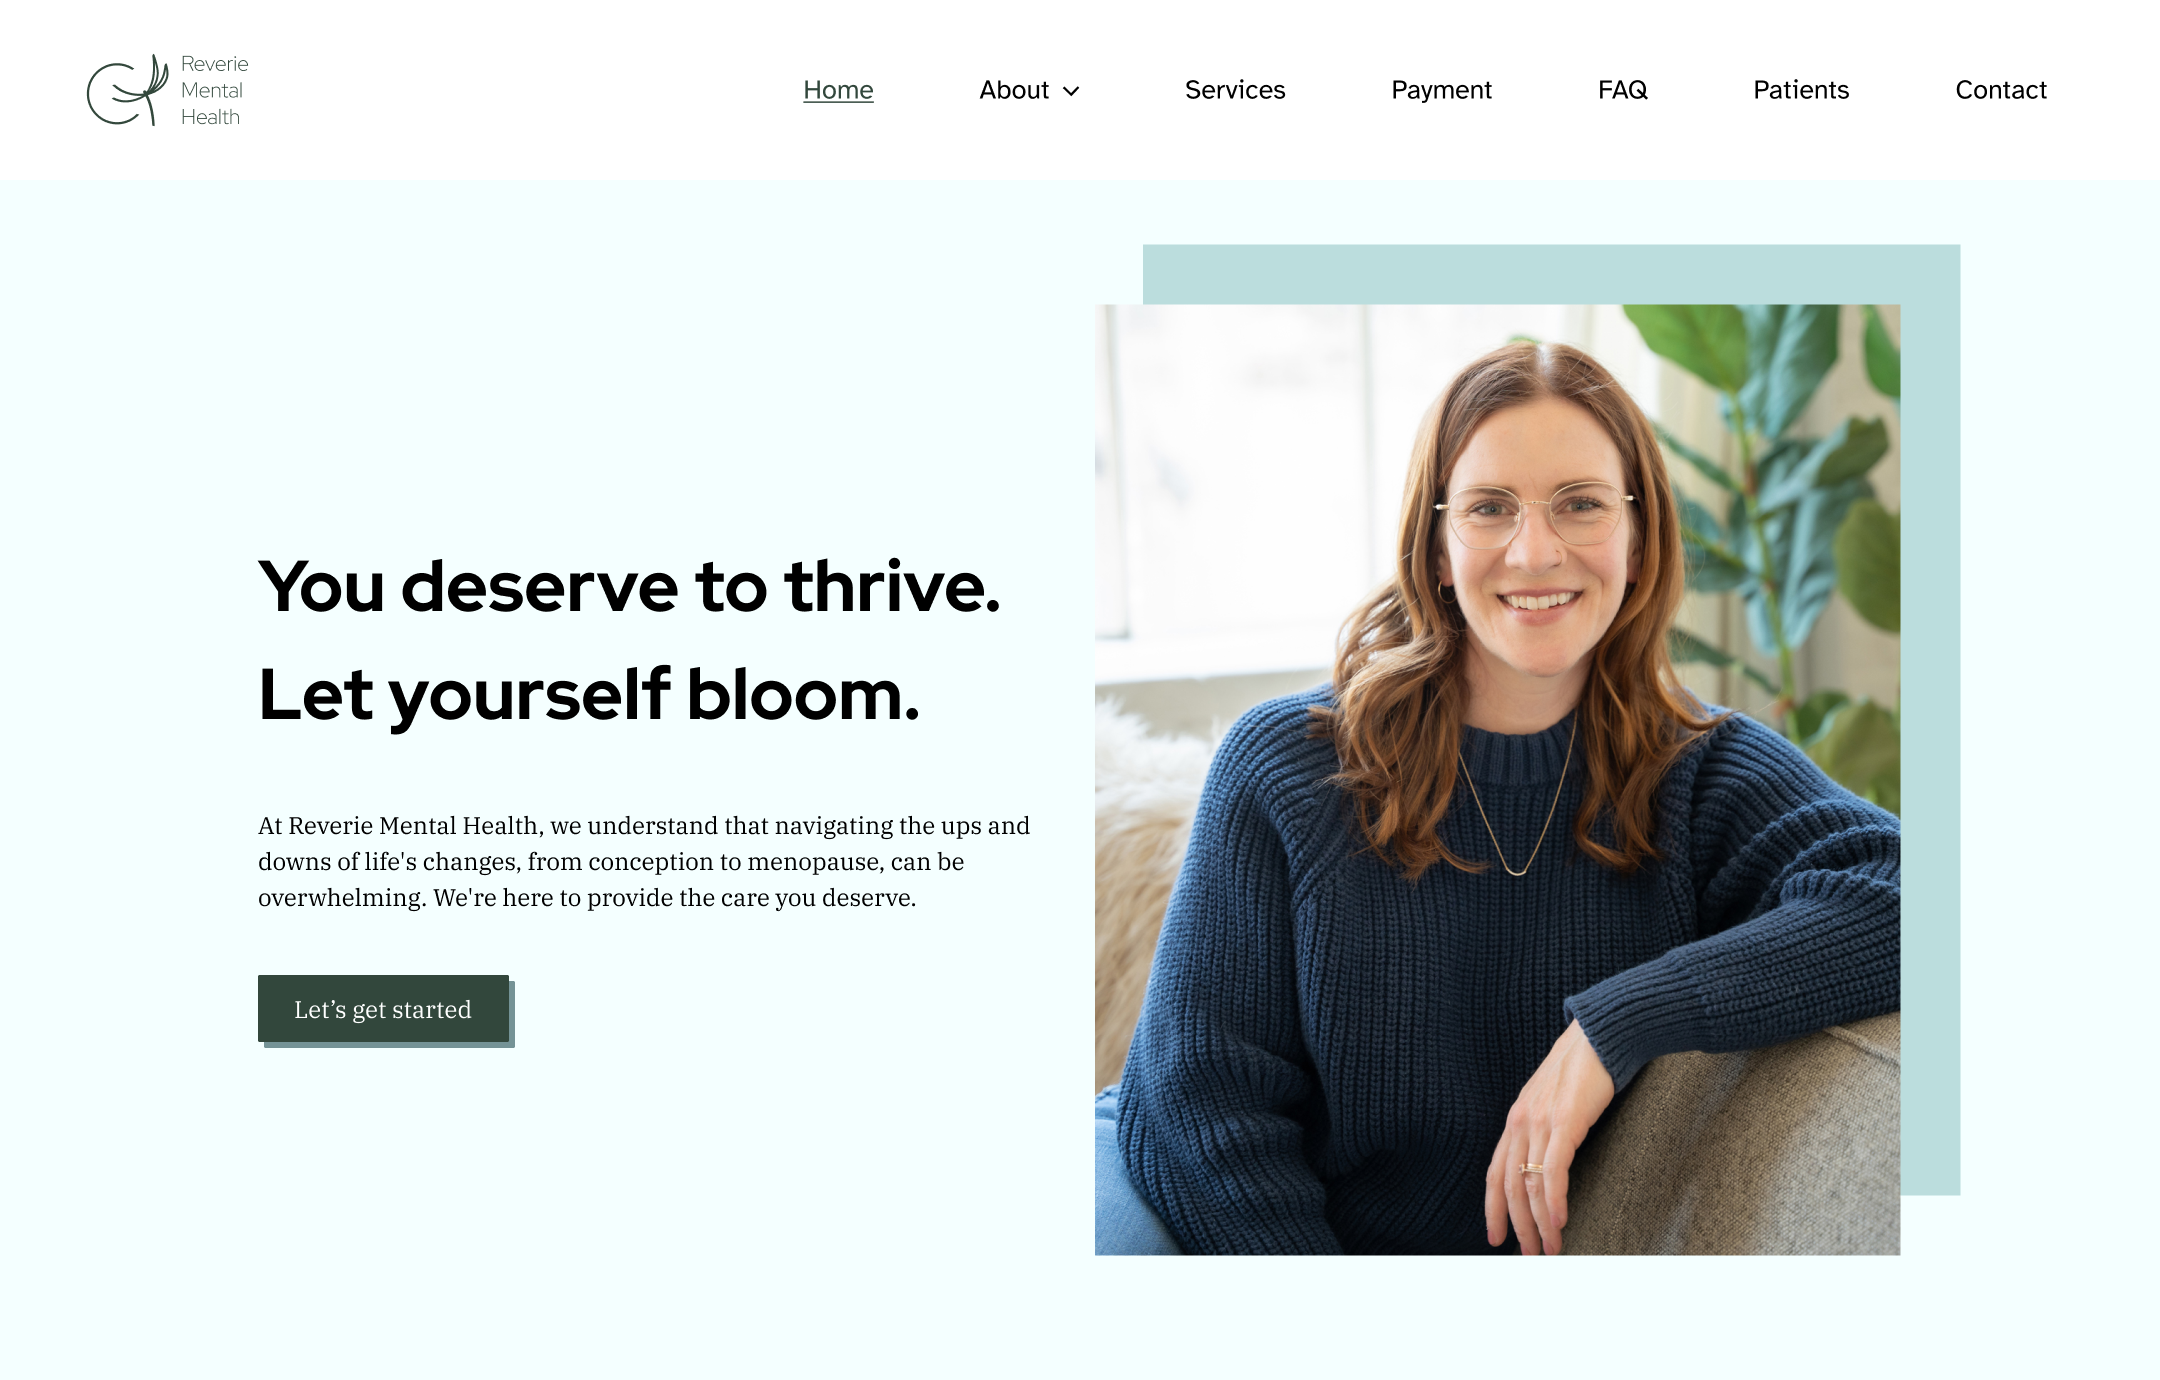 Reverie
Mental
Health
Home
About
Services
Payment
FAQ
Patients
Contact
You deserve to thrive.
Let yourself bloom.
At Reverie Mental Health, we understand that navigating the ups and
downs of life's changes, from conception to menopause, can be
overwhelming. We're here to provide the care you deserve.
Let’s get started